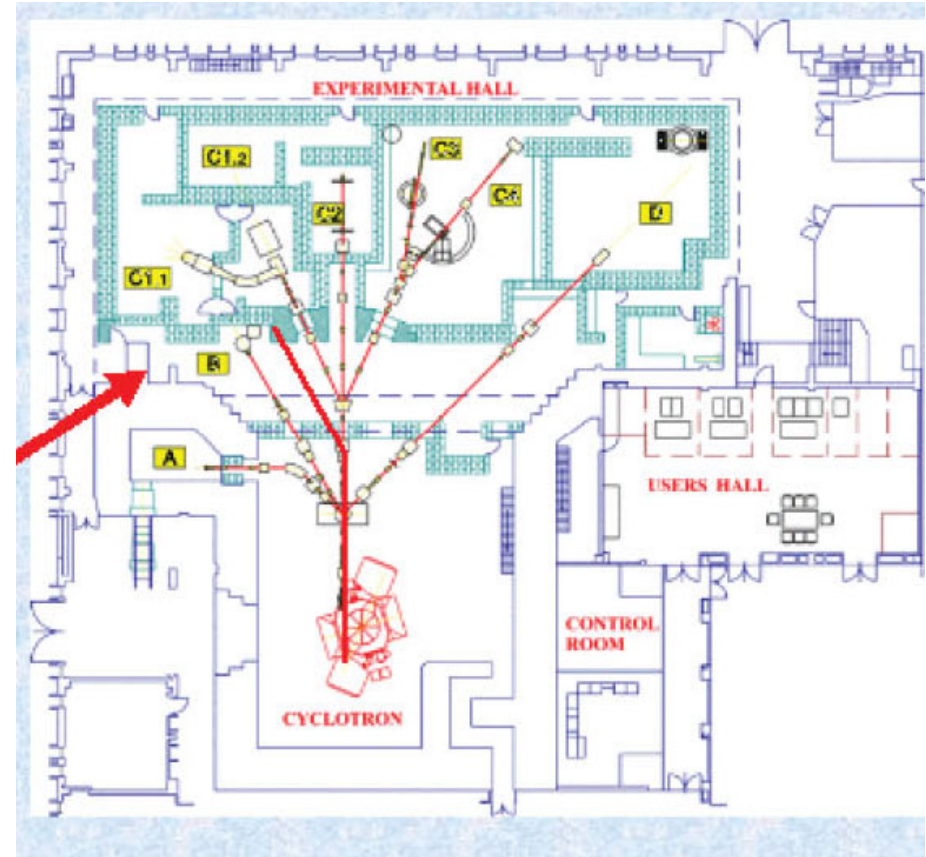 EXPERIMENTAL HALL
C1.2
C3
C2
C4
D
C1.1
B
A
USERS HALL
CONTROL
ROOM
CYCLOTRON